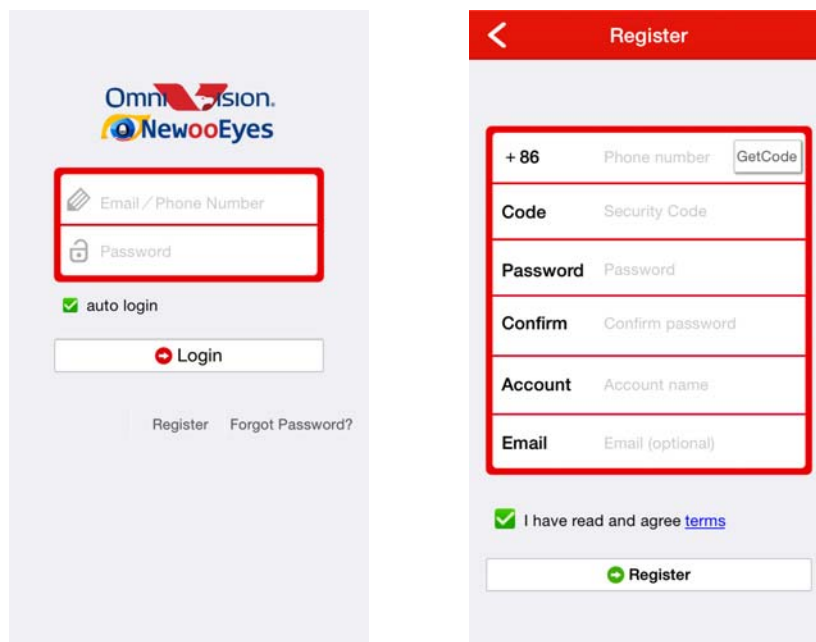 OmniVision.
NewooEyes
Email / Phone Number
Password
auto login
Login
Register Forgot Password?
Register
+ 86 Phone number GetCode
Code Security Code
Password Password
Confirm Confirm password
Account Account name
Email Email (optional)
I have read and agree terms
Register